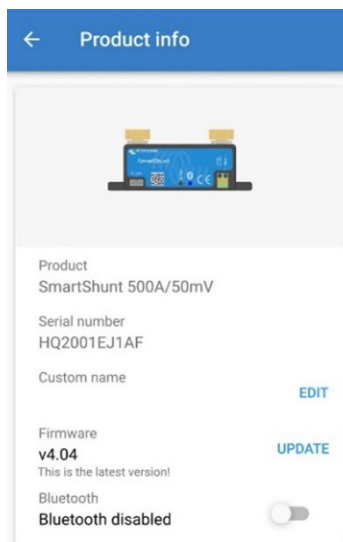 Product info
SmartShunt
Product
SmartShunt 500A/50mV
Serial number
HQ2001EJ1AF
Custom name
EDIT
Firmware
v4.04
UPDATE
This is the latest version!
Bluetooth
Bluetooth disabled